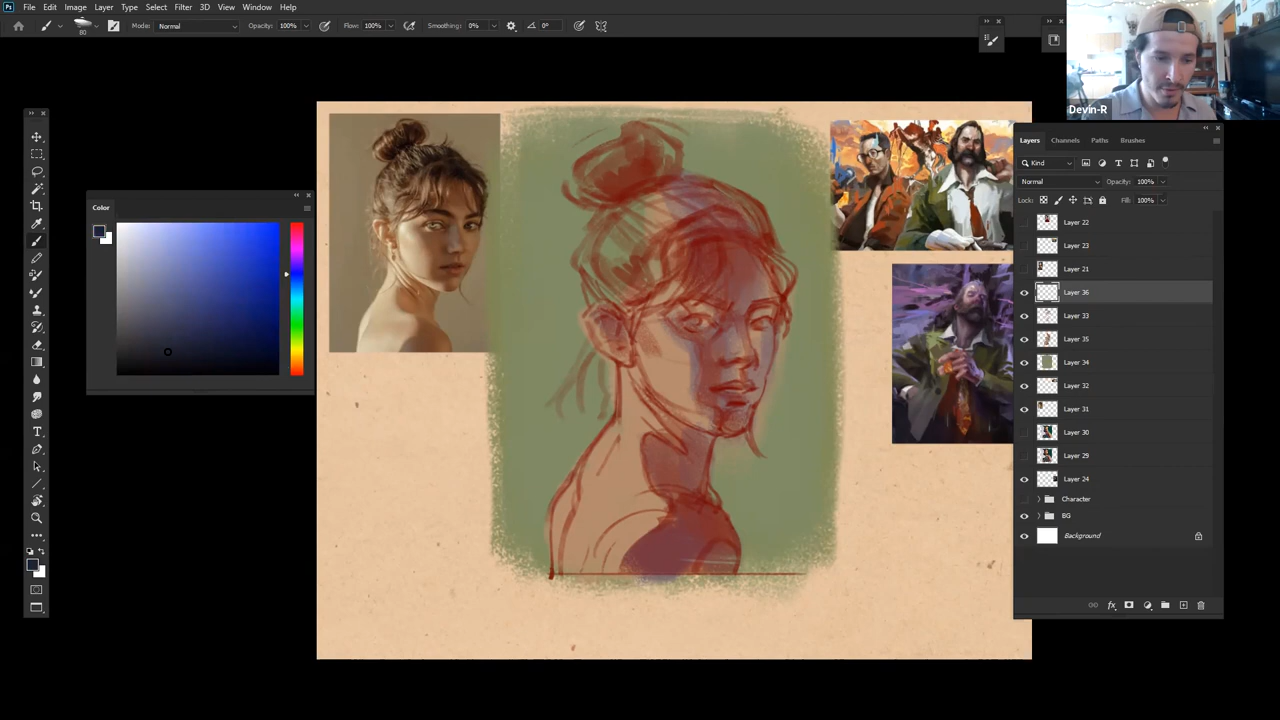 Ps File Edit Image Layer Type Select Filter 3D View Window Help
80 Mode: Normal Opacity: 100% Flow: 100% Smoothing: 0% 0°
Devin-R
Layers Channels Paths Brushes
Kind
Normal Opacity: 100%
Lock: Fill: 100%
Color
Layer 22
Layer 23
Layer 21
Layer 36
Layer 33
Layer 35
Layer 34
Layer 32
Layer 31
Layer 30
Layer 29
Layer 24
Character
BG
Background
fx